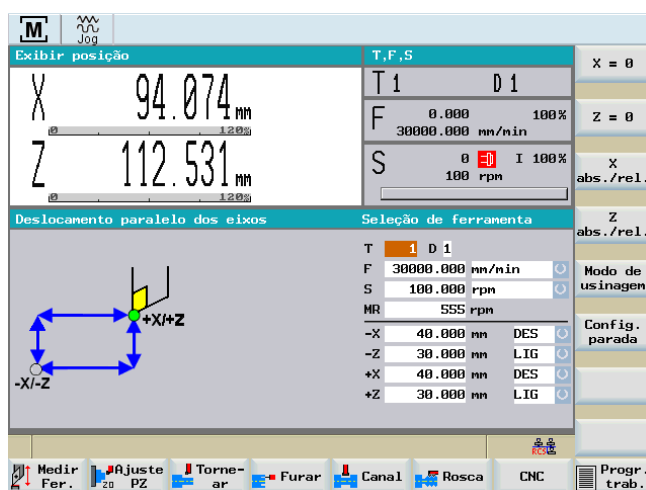 M
Jog
Exibir posição
X 94.074 mm
0 120%
Z 112.531 mm
0 120%
T,F,S
T 1 D 1
F 0.000 100%
30000.000 mm/min
S 0 I 100%
100 rpm
Deslocamento paralelo dos eixos
+X/+Z
-X/-Z
Seleção de ferramenta
T 1 D 1
F 30000.000 mm/min
S 100.000 rpm
MR 555 rpm
-X 40.000 mm DES
-Z 30.000 mm LIG
+X 40.000 mm DES
+Z 30.000 mm LIG
X = 0
Z = 0
X
abs./rel.
Z
abs./rel.
Modo de
usinagem
Config.
parada
RCS
Medir
Fer.
Ajuste
20 PZ
Torne-
ar
Furar
Canal
Rosca
CNC
Progr.
trab.